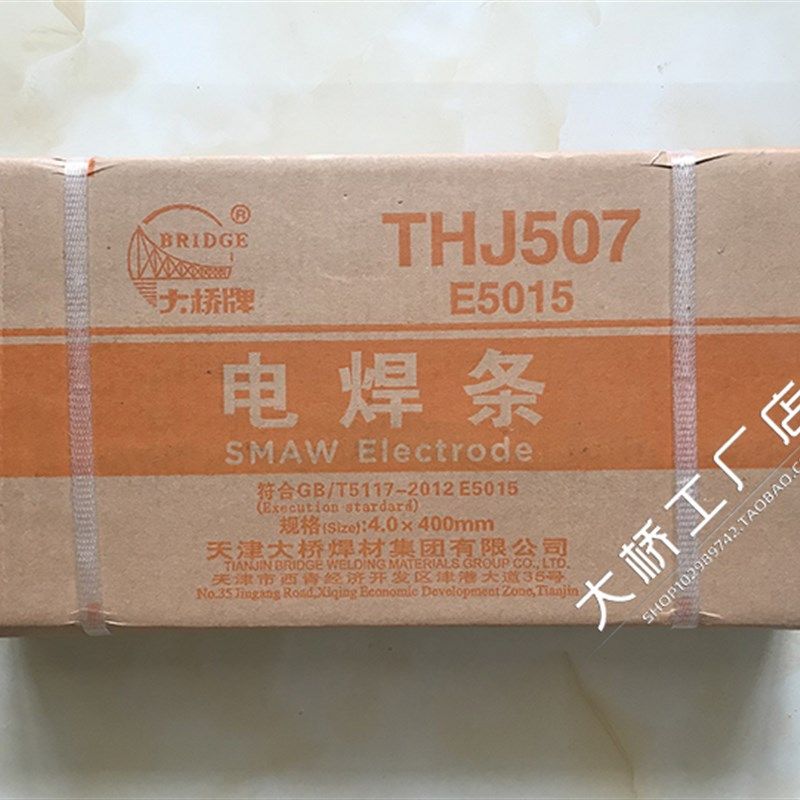 BRIDGE ®
大桥牌
THJ507
E5015
电焊条
SMAW Electrode
符合GB/T5117-2012 E5015
(Execution standard)
规格(Size):4.0×400mm
天津大桥焊材集团有限公司
TIANJIN BRIDGE WELDING MATERIALS GROUP CO., LTD.
天津市西青经济开发区津港大道35号
No.35 Jingang Road,Xiqing Economic Development Zone,Tianjin
大桥工厂店
SHOP102989742.TAOBAO.CO